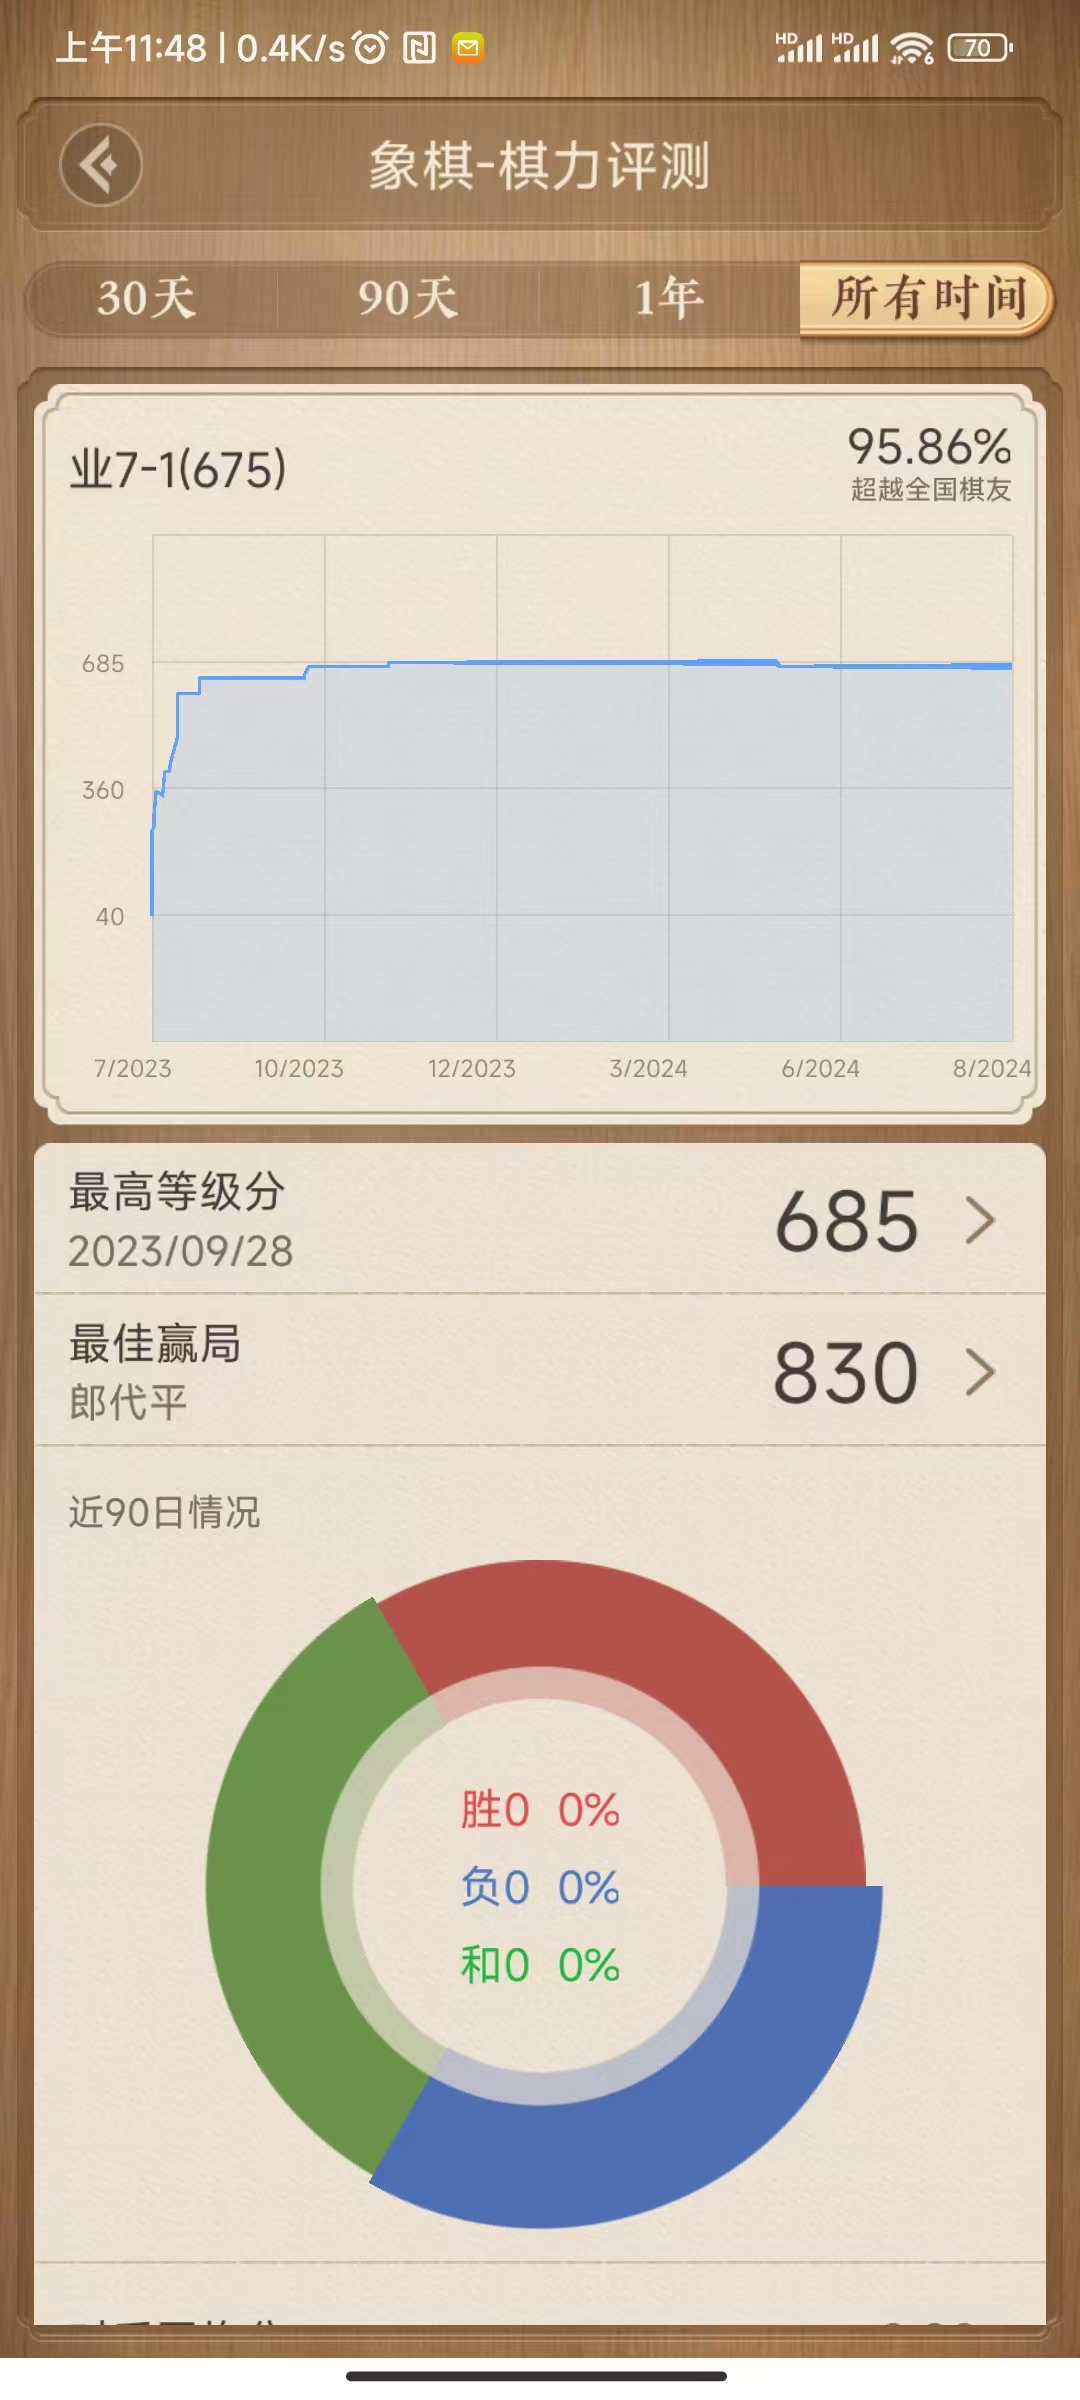 上午11:48 | 0.4K/s
HD HD 6 70
象棋-棋力评测
30天 90天 1年 所有时间
业7-1(675)
95.86%
超越全国棋友
685
360
40
7/2023 10/2023 12/2023 3/2024 6/2024 8/2024
最高等级分
2023/09/28
685
最佳赢局
郎代平
830
近90日情况
胜0 0%
负0 0%
和0 0%